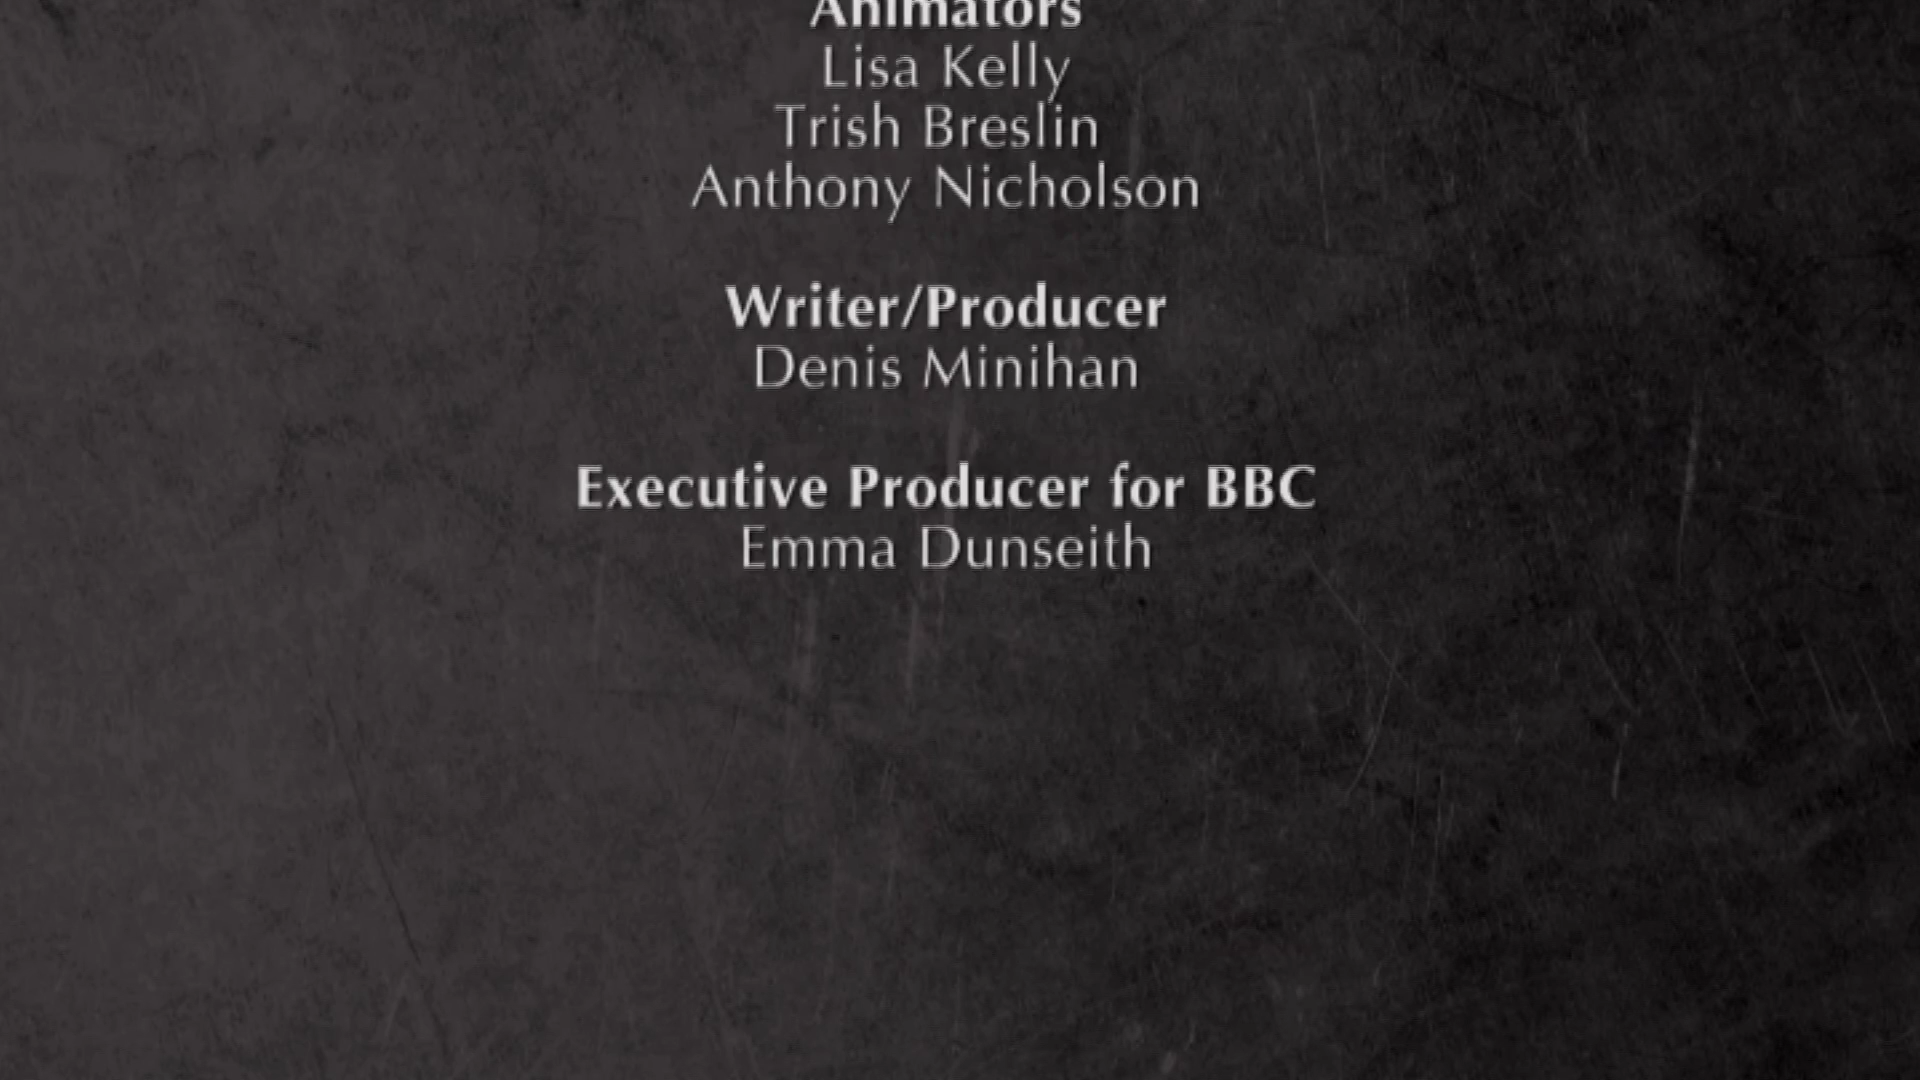 Animators
Lisa Kelly
Trish Breslin
Anthony Nicholson
Writer/Producer
Denis Minihan
Executive Producer for BBC
Emma Dunseith